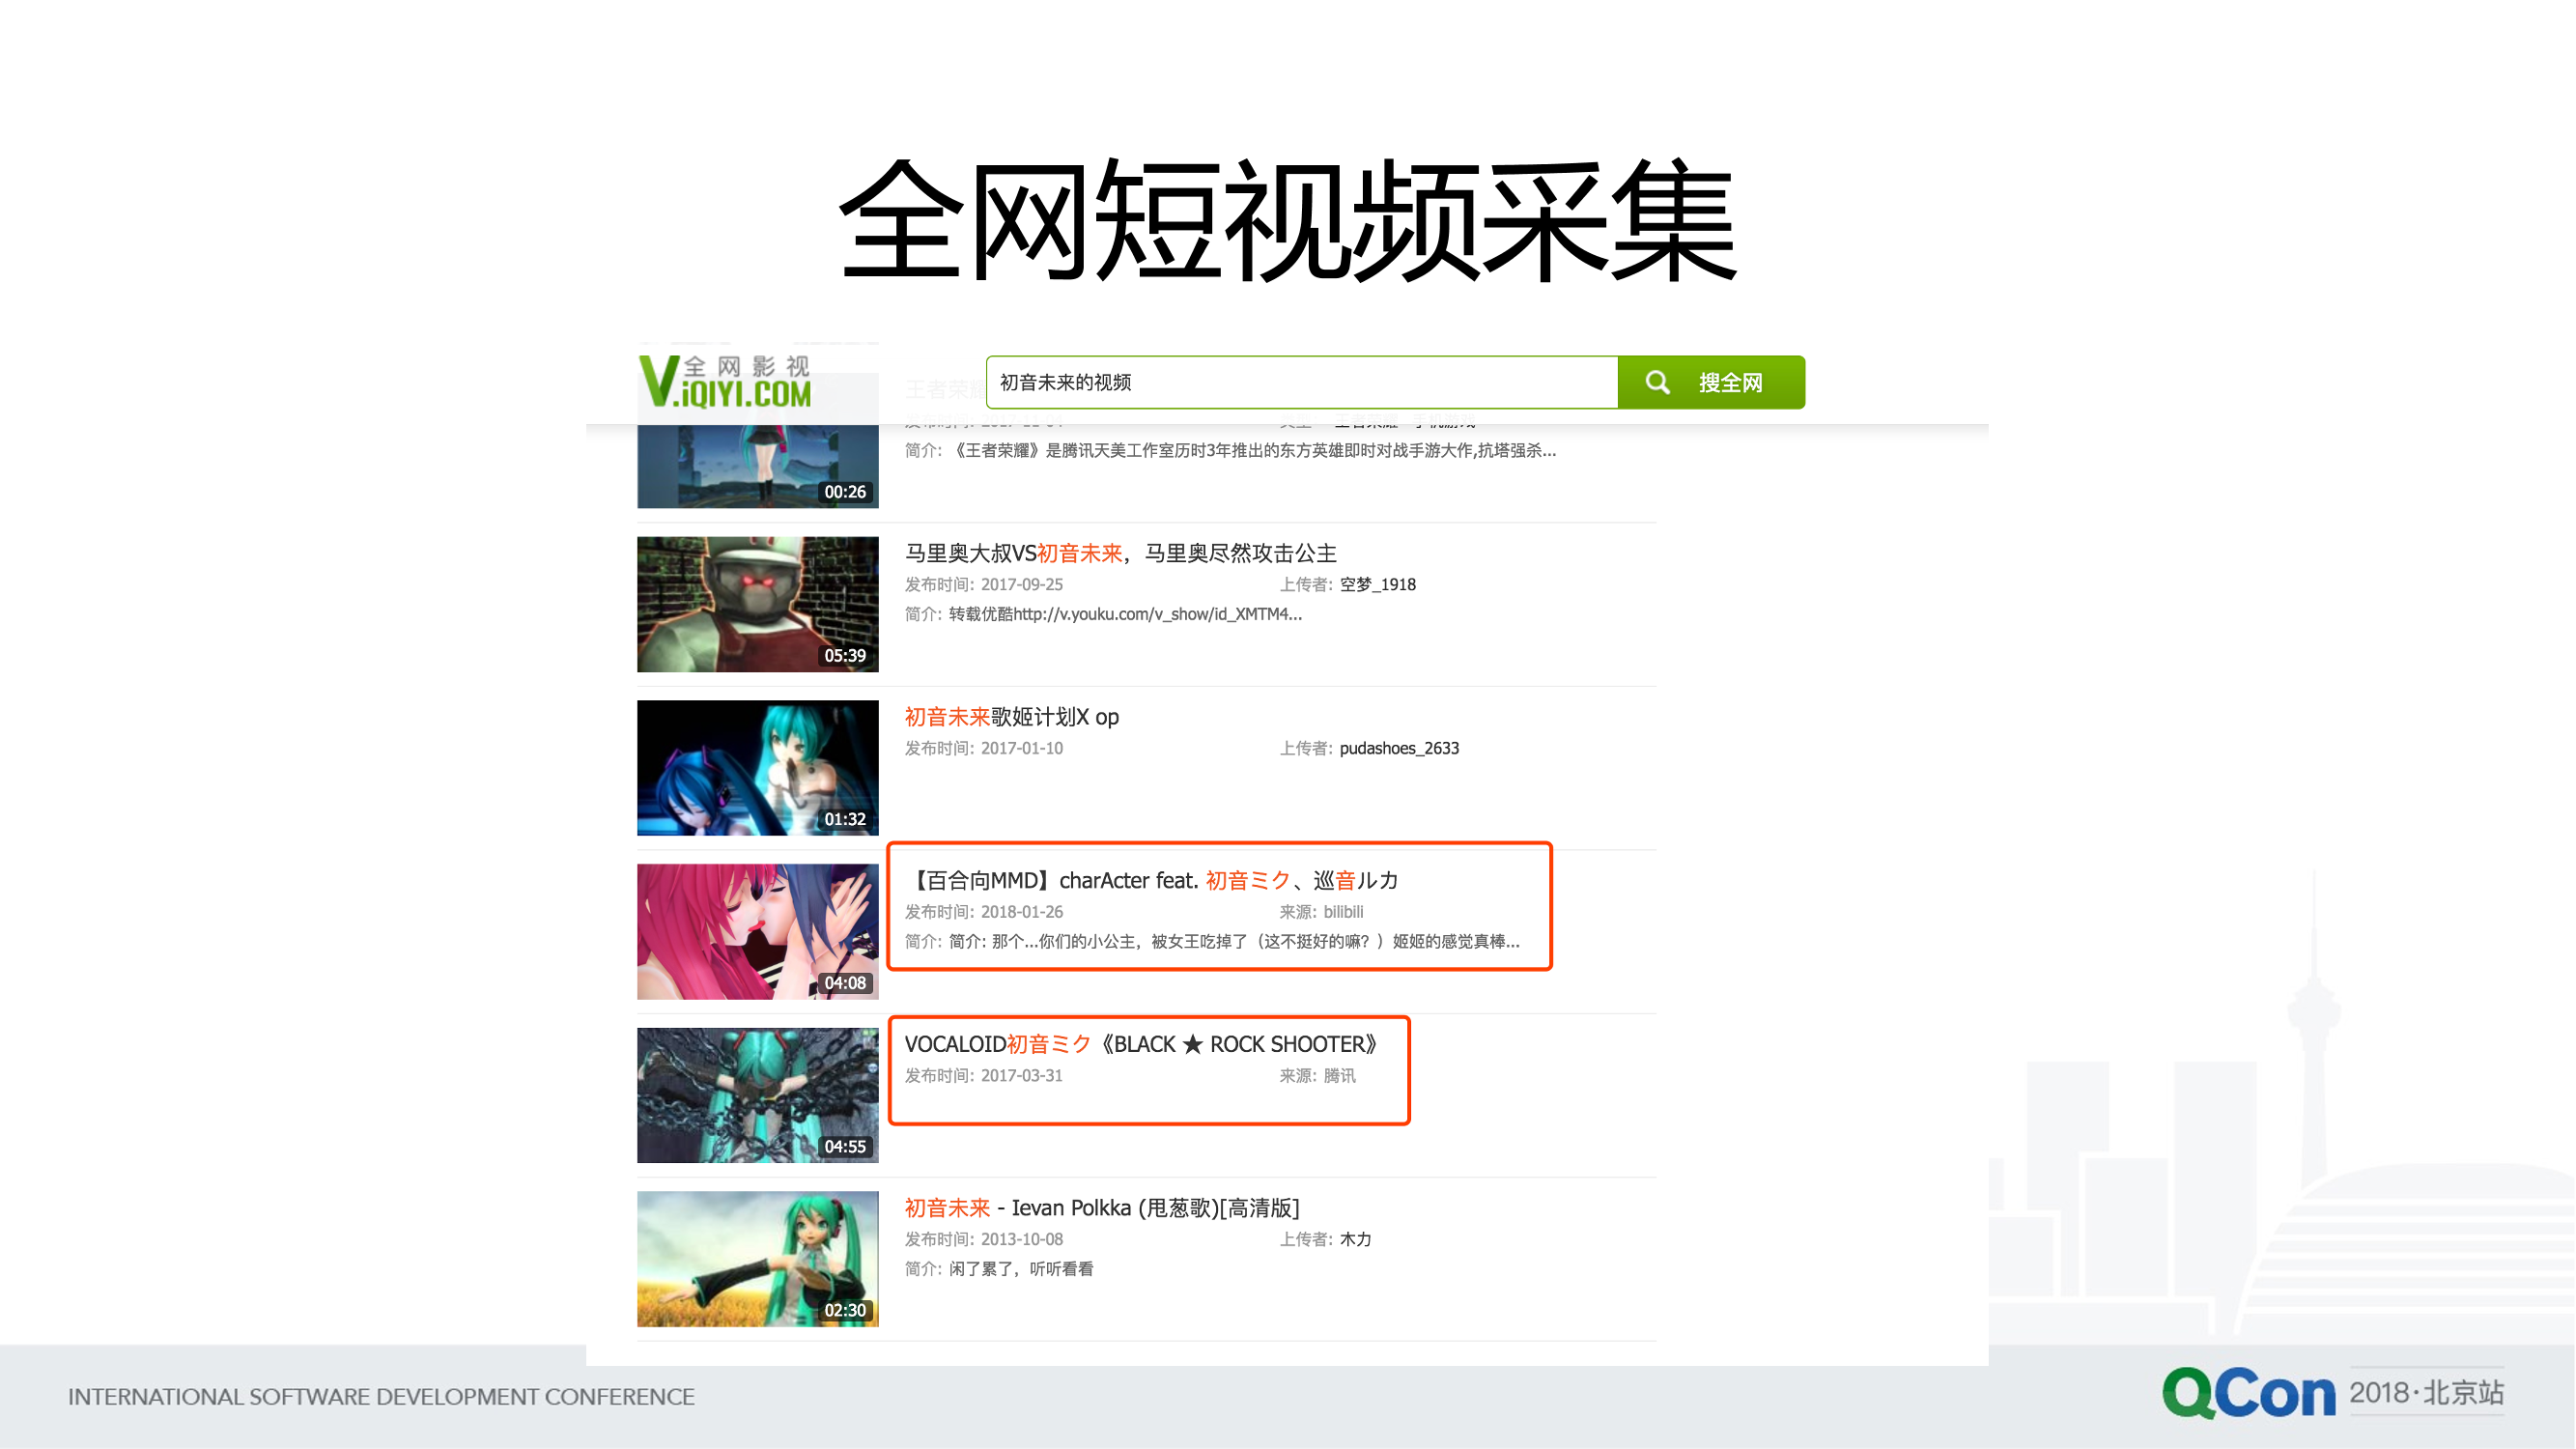 全网短视频采集
全网影视
V.iQIYI.COM
初音未来的视频
搜全网
王者荣耀
简介: 《王者荣耀》是腾讯天美工作室历时3年推出的东方英雄即时对战手游大作,抗塔强杀...
00:26
马里奥大叔VS初音未来，马里奥尽然攻击公主
发布时间: 2017-09-25 上传者: 空梦_1918
简介: 转载优酷http://v.youku.com/v_show/id_XMTM4...
05:39
初音未来歌姬计划X op
发布时间: 2017-01-10 上传者: pudashoes_2633
01:32
【百合向MMD】charActer feat. 初音ミク、巡音ルカ
发布时间: 2018-01-26 来源: bilibili
简介: 简介: 那个...你们的小公主，被女王吃掉了（这不挺好的嘛？）姬姬的感觉真棒...
04:08
VOCALOID初音ミク《BLACK ★ ROCK SHOOTER》
发布时间: 2017-03-31 来源: 腾讯
04:55
初音未来 - Ievan Polkka (甩葱歌)[高清版]
发布时间: 2013-10-08 上传者: 木力
简介: 闲了累了，听听看看
02:30
INTERNATIONAL SOFTWARE DEVELOPMENT CONFERENCE
QCon 2018·北京站